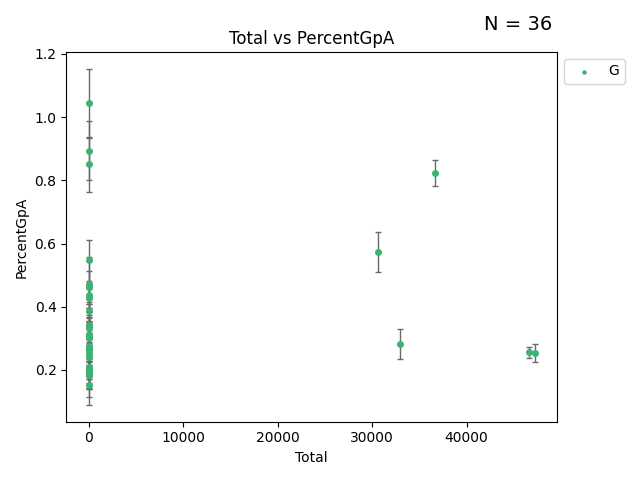 N = 36
Total vs PercentGpA
G
1.2
1.0
0.8
0.6
0.4
0.2
PercentGpA
0 10000 20000 30000 40000
Total